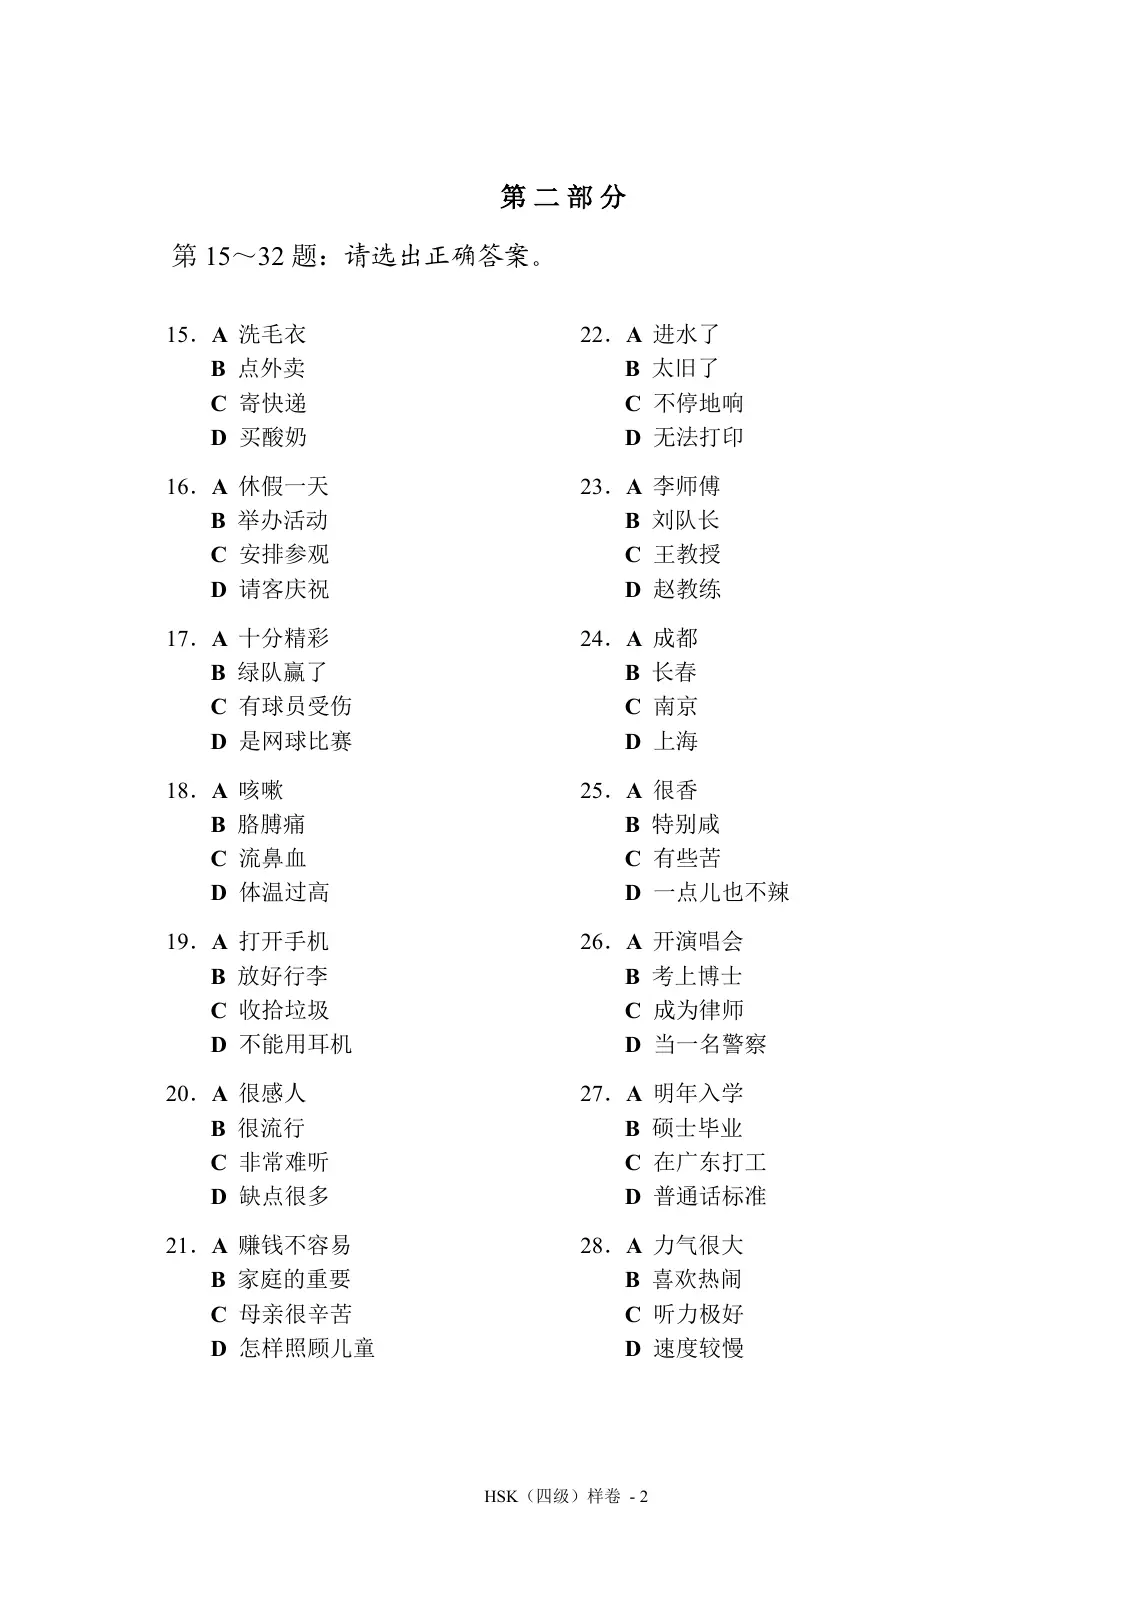 第二部分
第 15～32 题：请选出正确答案。
15．A 洗毛衣
B 点外卖
C 寄快递
D 买酸奶
16．A 休假一天
B 举办活动
C 安排参观
D 请客庆祝
17．A 十分精彩
B 绿队赢了
C 有球员受伤
D 是网球比赛
18．A 咳嗽
B 胳膊痛
C 流鼻血
D 体温过高
19．A 打开手机
B 放好行李
C 收拾垃圾
D 不能用耳机
20．A 很感人
B 很流行
C 非常难听
D 缺点很多
21．A 赚钱不容易
B 家庭的重要
C 母亲很辛苦
D 怎样照顾儿童
22．A 进水了
B 太旧了
C 不停地响
D 无法打印
23．A 李师傅
B 刘队长
C 王教授
D 赵教练
24．A 成都
B 长春
C 南京
D 上海
25．A 很香
B 特别咸
C 有些苦
D 一点儿也不辣
26．A 开演唱会
B 考上博士
C 成为律师
D 当一名警察
27．A 明年入学
B 硕士毕业
C 在广东打工
D 普通话标准
28．A 力气很大
B 喜欢热闹
C 听力极好
D 速度较慢
HSK（四级）样卷 - 2